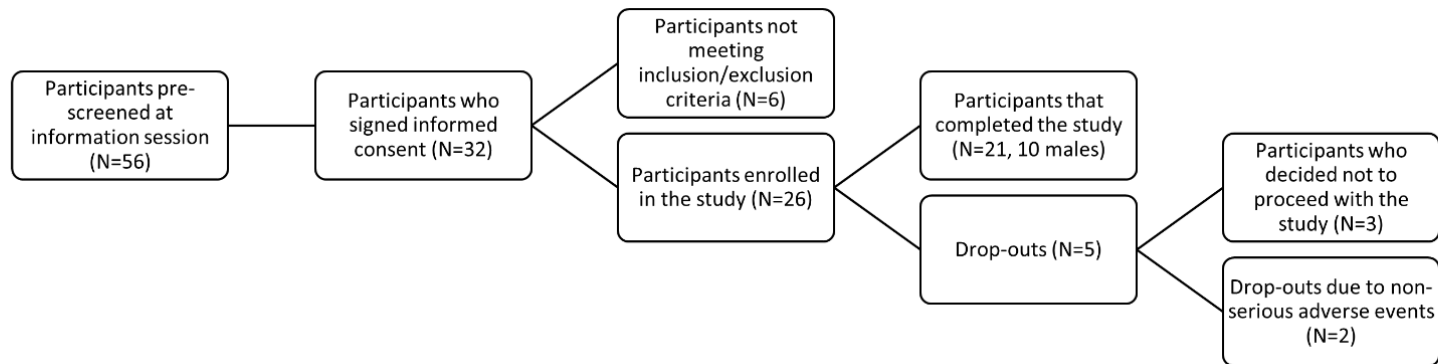 Participants pre-
screened at
information session
(N=56)
Participants who
signed informed
consent (N=32)
Participants not
meeting
inclusion/exclusion
criteria (N=6)
Participants enrolled
in the study (N=26)
Participants that
completed the study
(N=21, 10 males)
Drop-outs (N=5)
Participants who
decided not to
proceed with the
study (N=3)
Drop-outs due to non-
serious adverse events
(N=2)